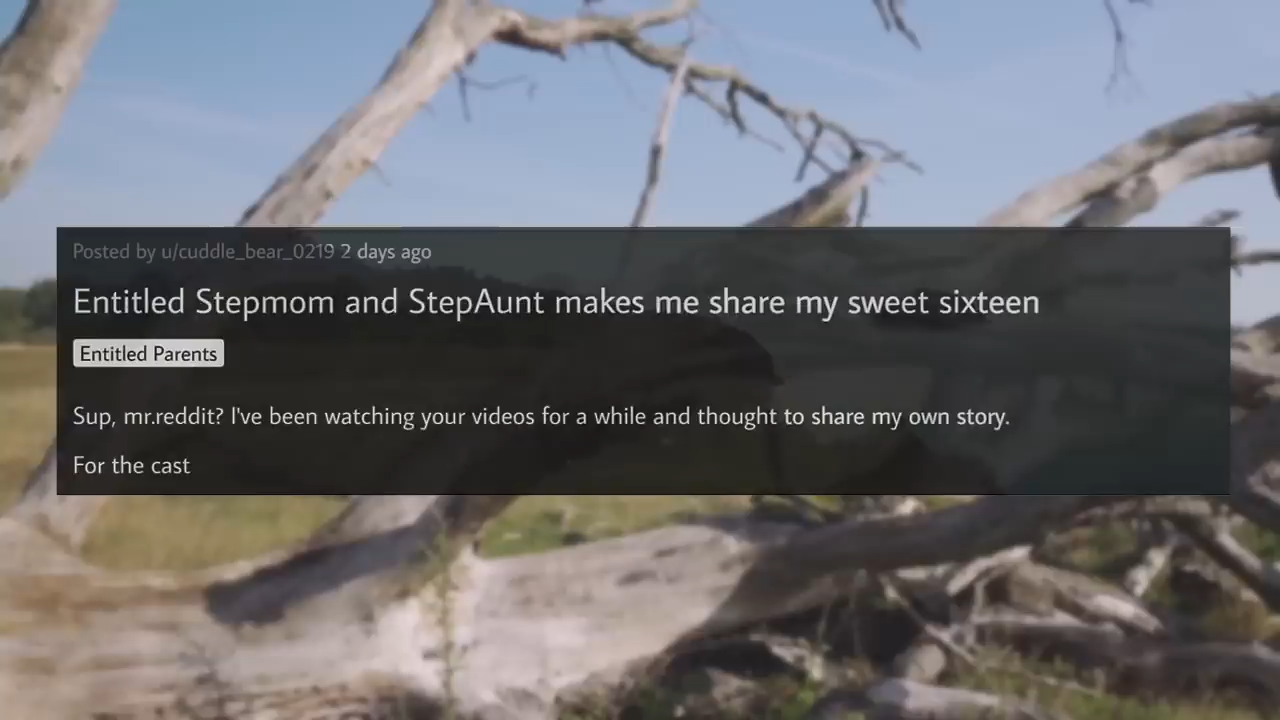 Posted by u/cuddle_bear_0219 2 days ago
Entitled Stepmom and StepAunt makes me share my sweet sixteen
Entitled Parents
Sup, mr.reddit? I've been watching your videos for a while and thought to share my own story.
For the cast